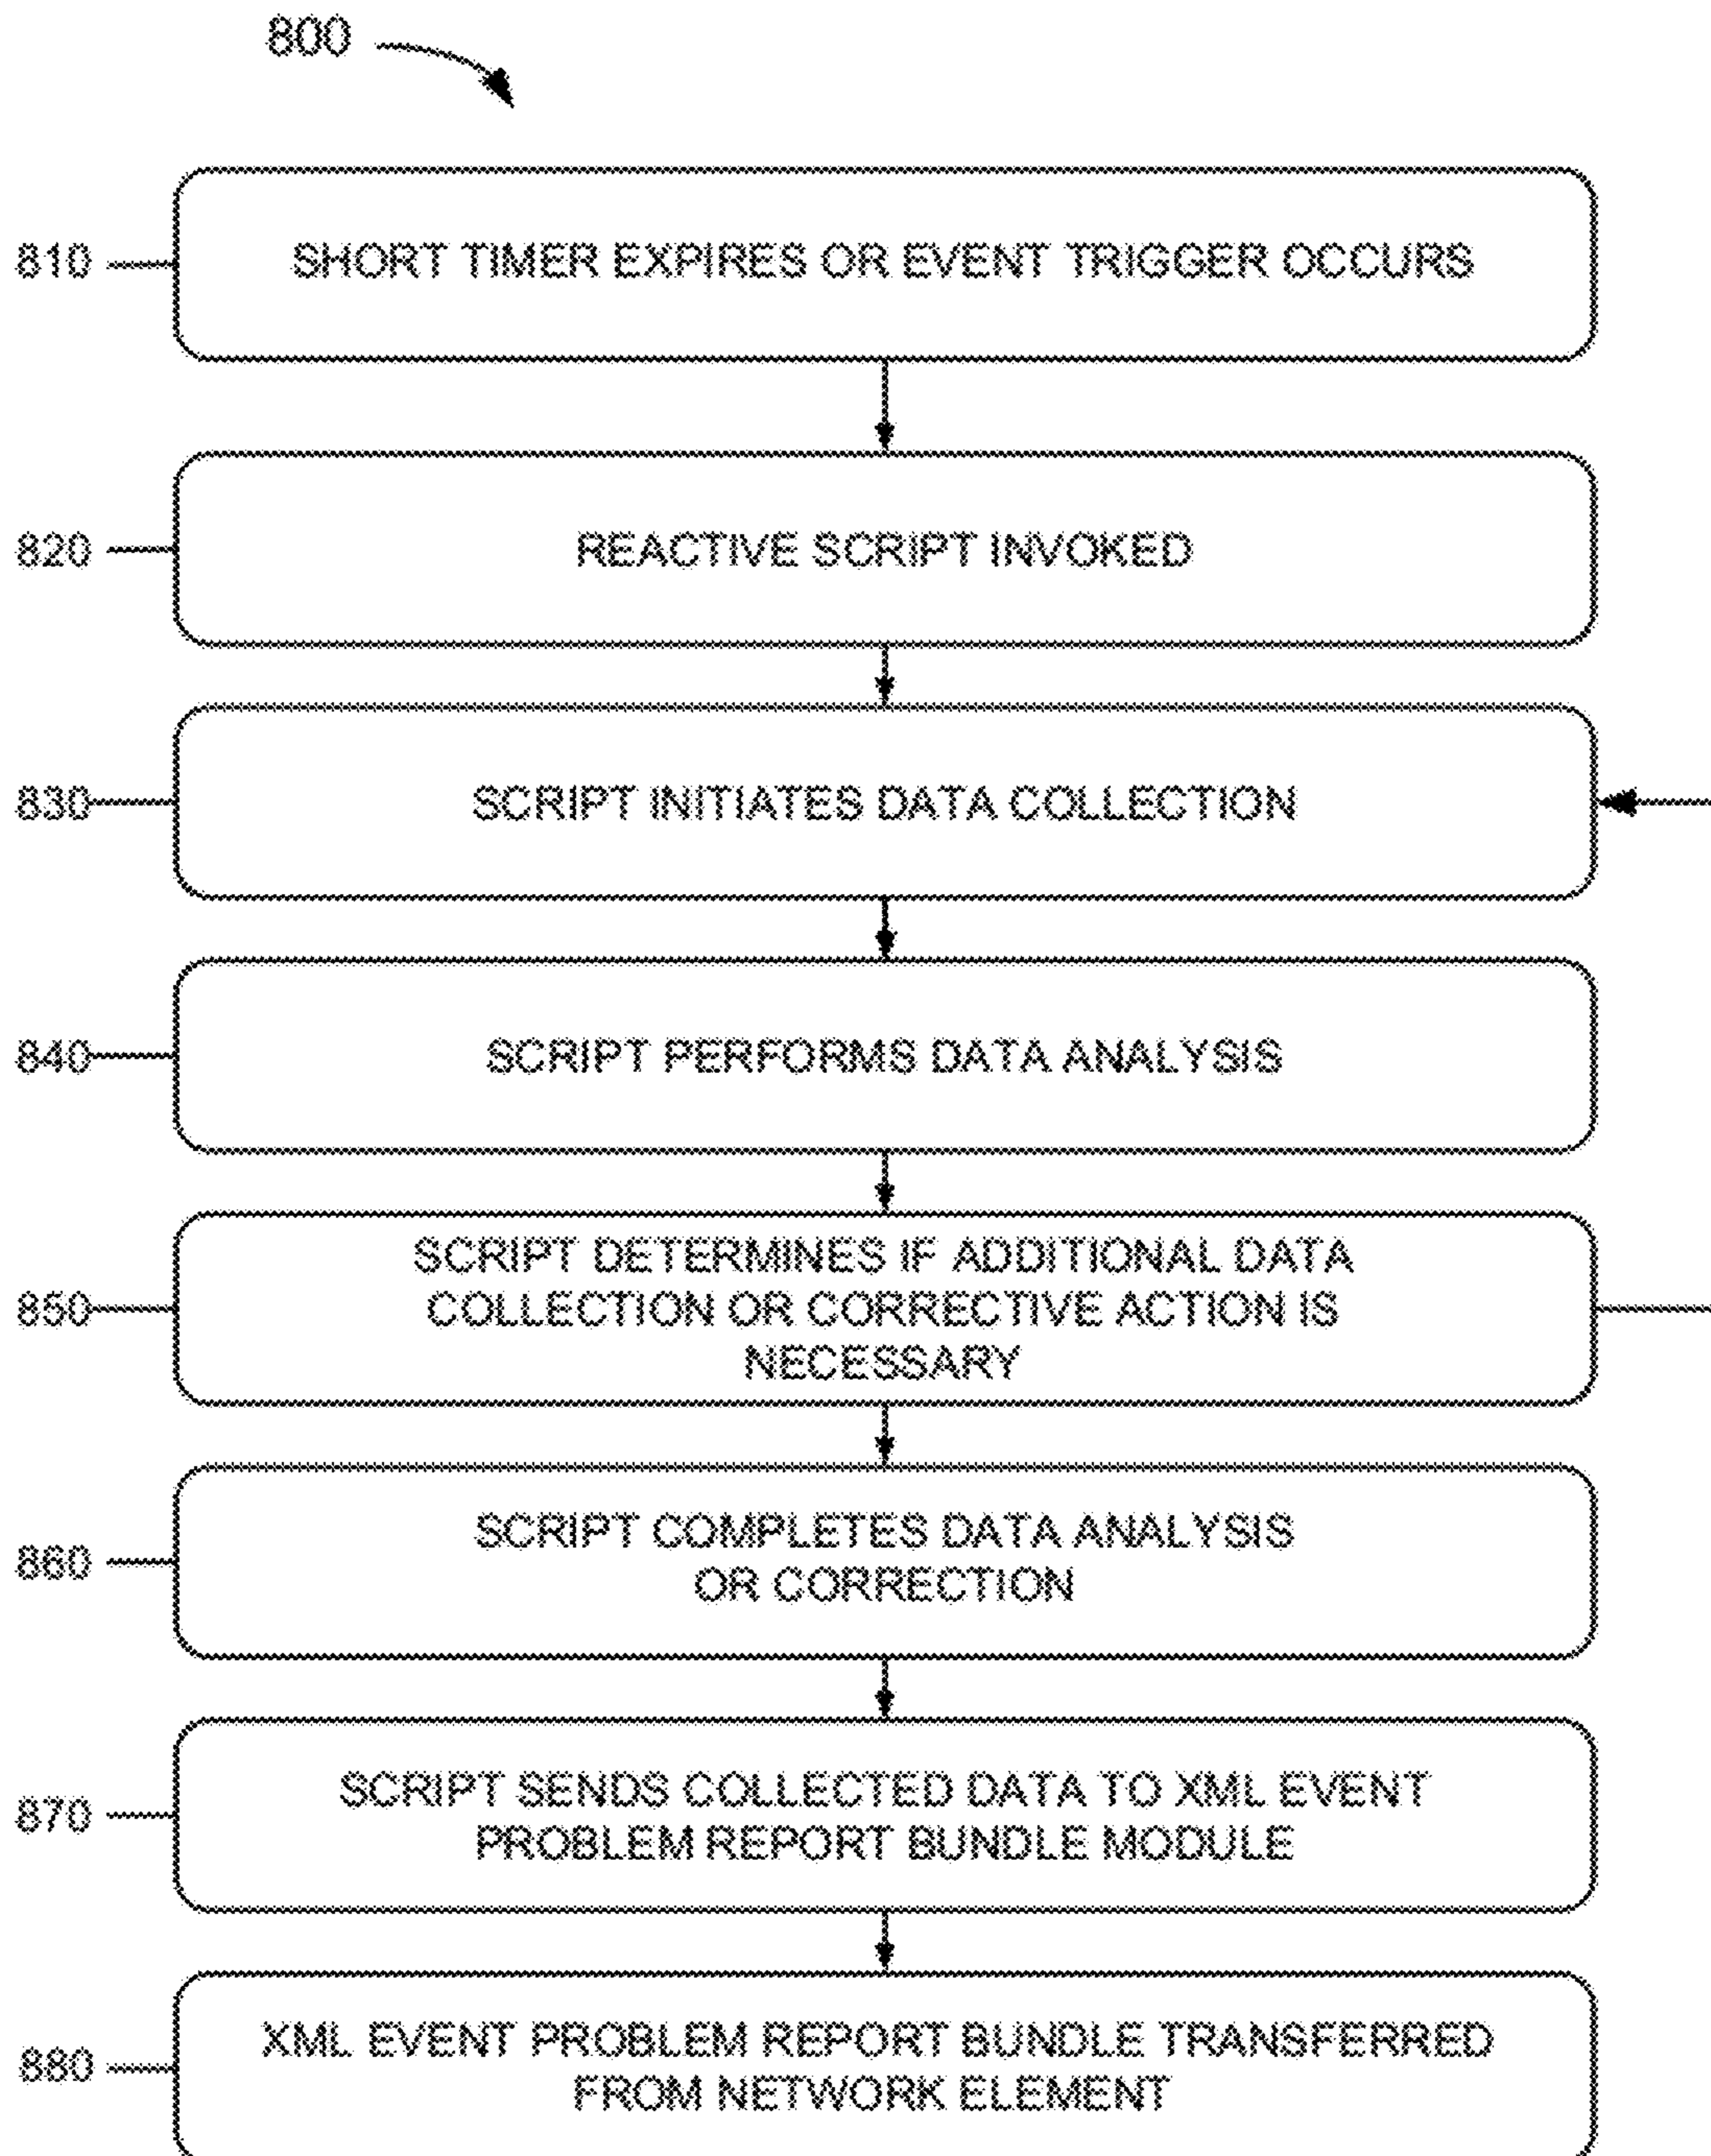 800
810
SHORT TIMER EXPIRES OR EVENT TRIGGER OCCURS
820
REACTIVE SCRIPT INVOKED
830
SCRIPT INITIATES DATA COLLECTION
840
SCRIPT PERFORMS DATA ANALYSIS
850
SCRIPT DETERMINES IF ADDITIONAL DATA
COLLECTION OR CORRECTIVE ACTION IS
NECESSARY
860
SCRIPT COMPLETES DATA ANALYSIS
OR CORRECTION
870
SCRIPT SENDS COLLECTED DATA TO XML EVENT
PROBLEM REPORT BUNDLE MODULE
880
XML EVENT PROBLEM REPORT BUNDLE TRANSFERRED
FROM NETWORK ELEMENT